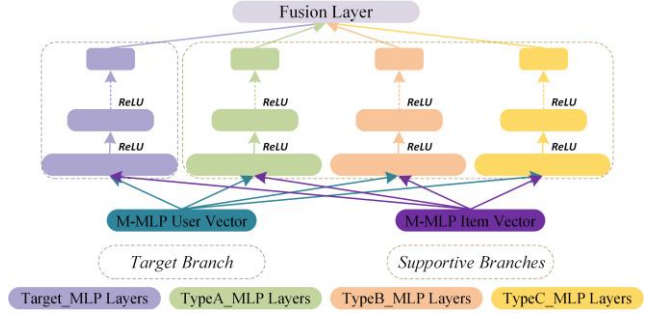 Fusion Layer
ReLU ReLU ReLU ReLU
ReLU ReLU ReLU ReLU
M-MLP User Vector M-MLP Item Vector
Target Branch Supportive Branches
Target_MLP Layers TypeA_MLP Layers TypeB_MLP Layers TypeC_MLP Layers